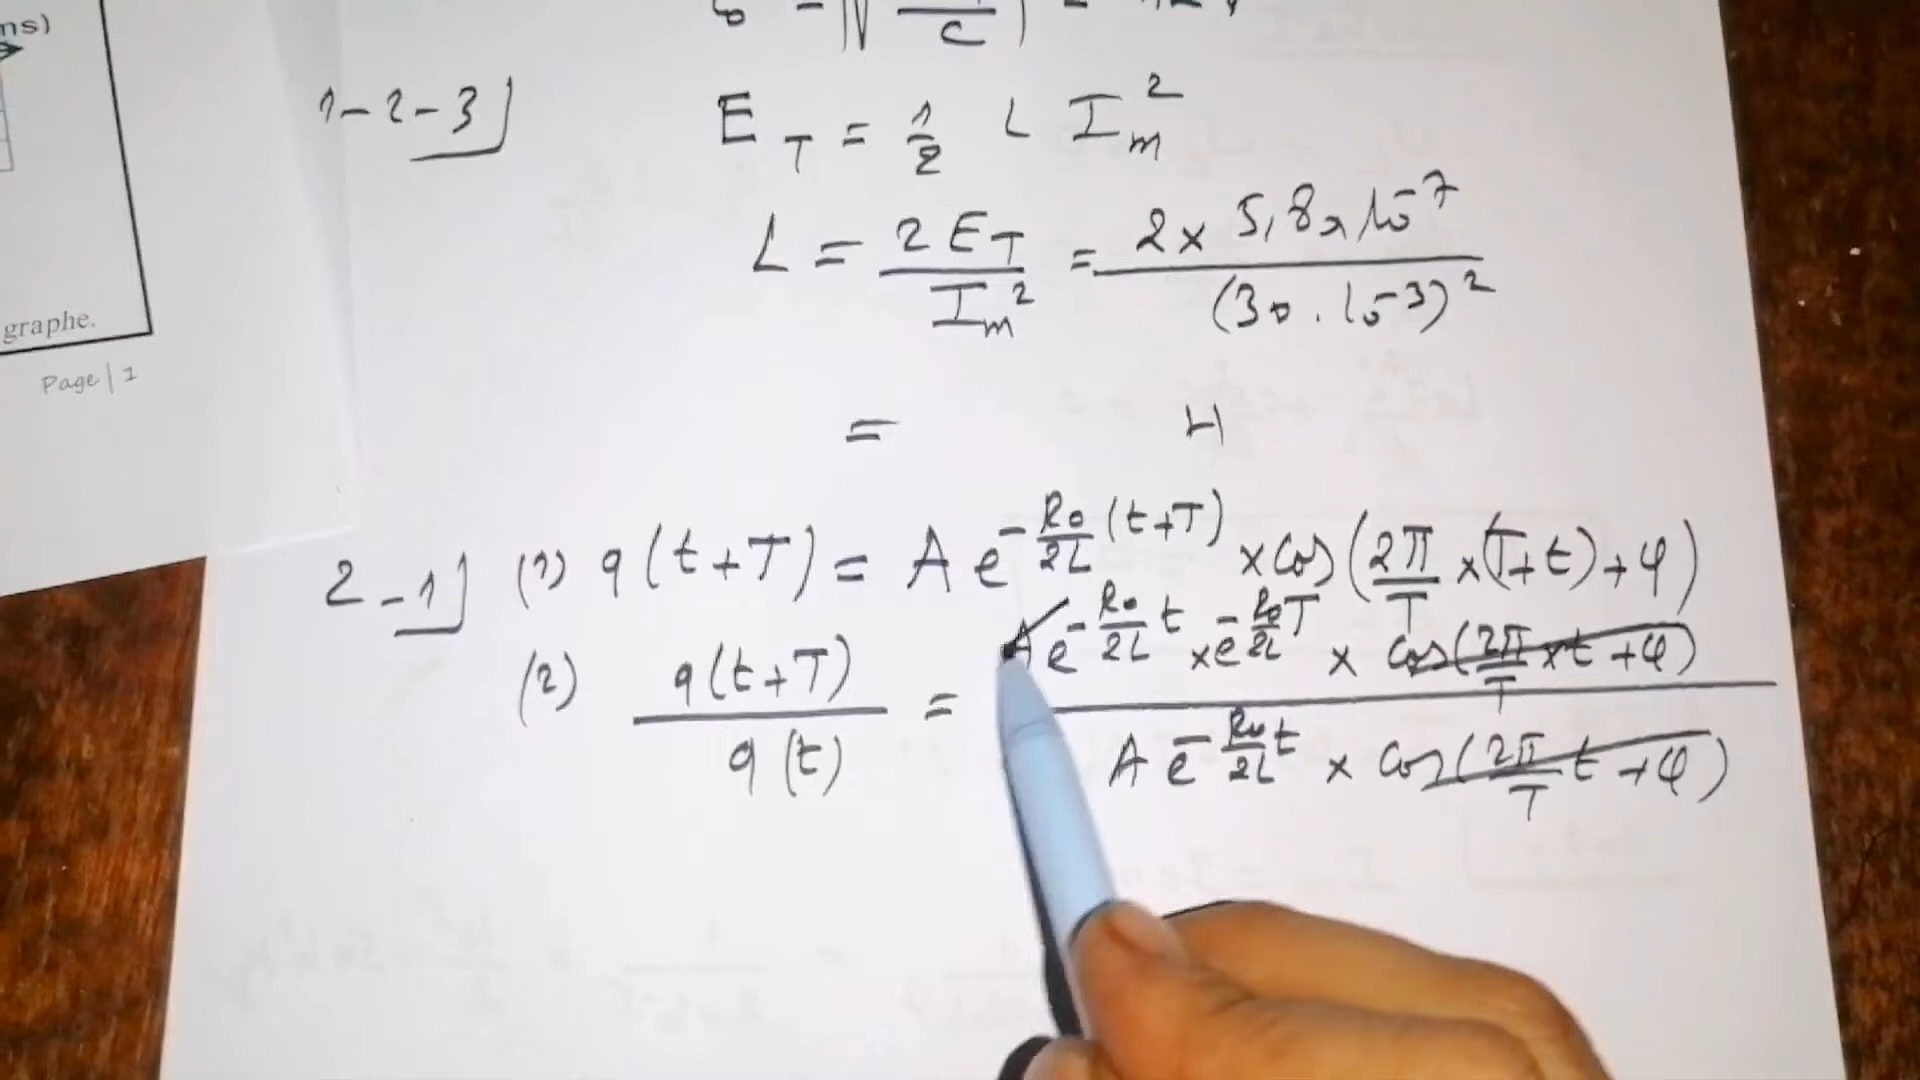 ns)
graphe.
Page | 1
C
1-2-3
E_T = 1/2 L I_m^2
L = 2 E_T / I_m^2 = 2 x 5,8 x 10^-7 / (30 . 10^-3)^2
= H
2-1 (1) q(t+T) = A e^(-R0/2L (t+T)) x cos(2π/T x (T+t) + φ)
(2) q(t+T) / q(t) = A e^(-R0/2L t) x e^(-R0/2L T) x cos(2π/T x t + φ) / A e^(-R0/2L t) x cos(2π/T t + φ)